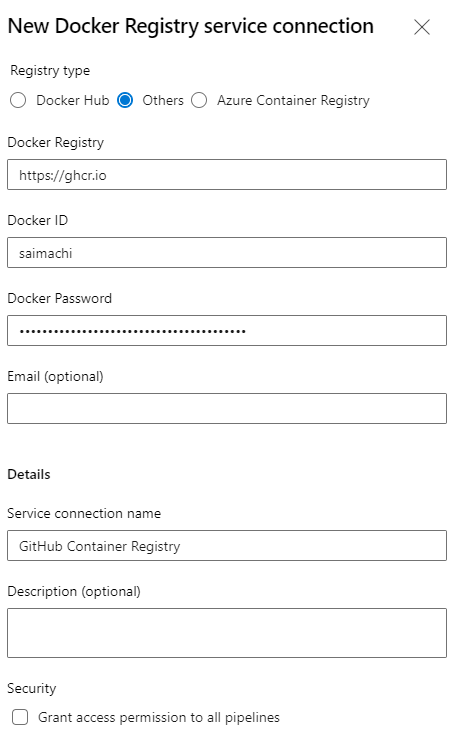 New Docker Registry service connection
Registry type
Docker Hub Others Azure Container Registry
Docker Registry
https://ghcr.io
Docker ID
saimachi
Docker Password
••••••••••••••••••••••••••••••••••••••••
Email (optional)
Details
Service connection name
GitHub Container Registry
Description (optional)
Security
Grant access permission to all pipelines